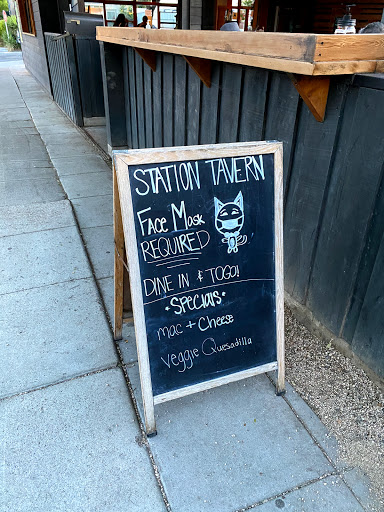 STATION TAVERN
FACE MASK
REQUIRED
DINE IN & TOGO!
•SPECIALS•
mac + Cheese
Veggie Quesadilla